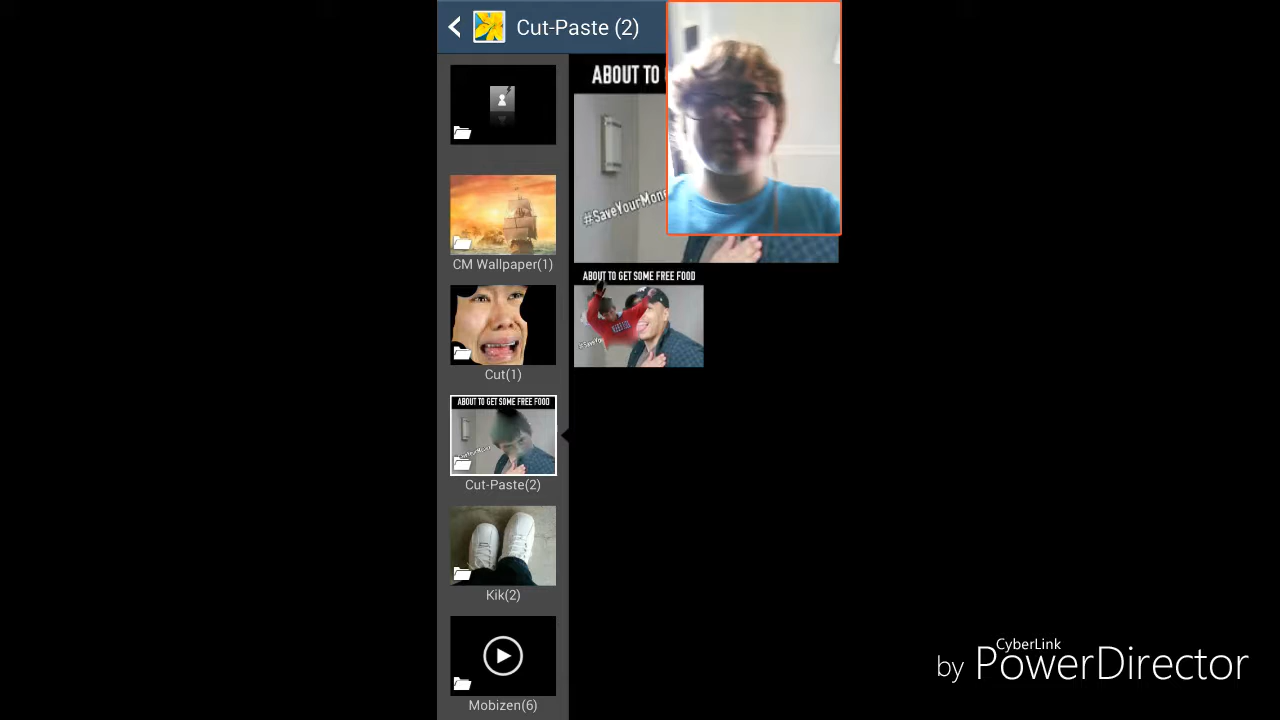 Cut-Paste (2)
ABOUT TO
#SaveYourMone
ABOUT TO GET SOME FREE FOOD
CM Wallpaper(1)
Cut(1)
ABOUT TO GET SOME FREE FOOD
Cut-Paste(2)
Kik(2)
Mobizen(6)
CyberLink
by PowerDirector